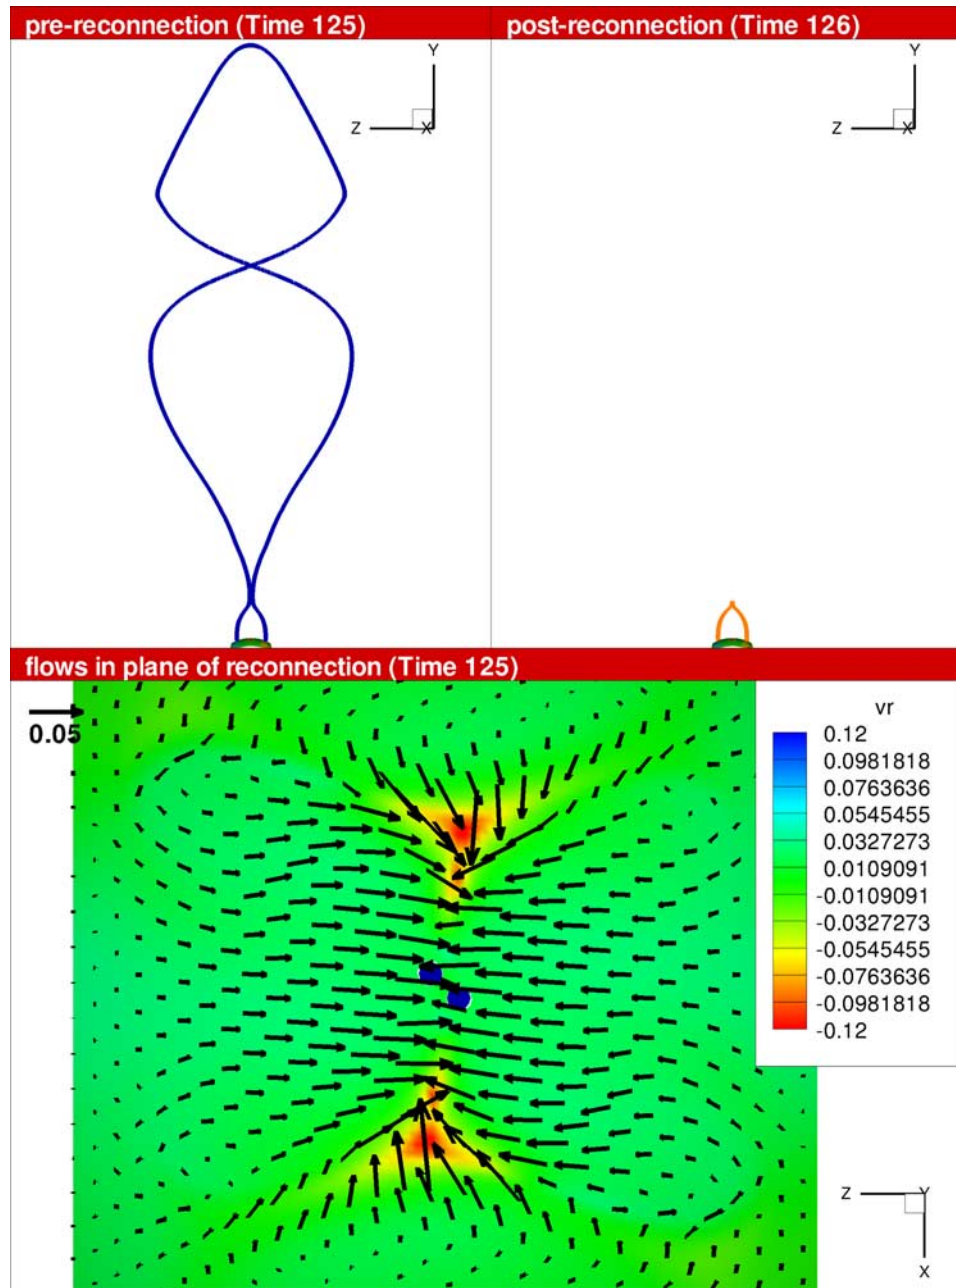 pre-reconnection (Time 125)
post-reconnection (Time 126)
Y
Z
X
Y
Z
X
flows in plane of reconnection (Time 125)
0.05
vr
0.12
0.0981818
0.0763636
0.0545455
0.0327273
0.0109091
-0.0109091
-0.0327273
-0.0545455
-0.0763636
-0.0981818
-0.12
Z
Y
X